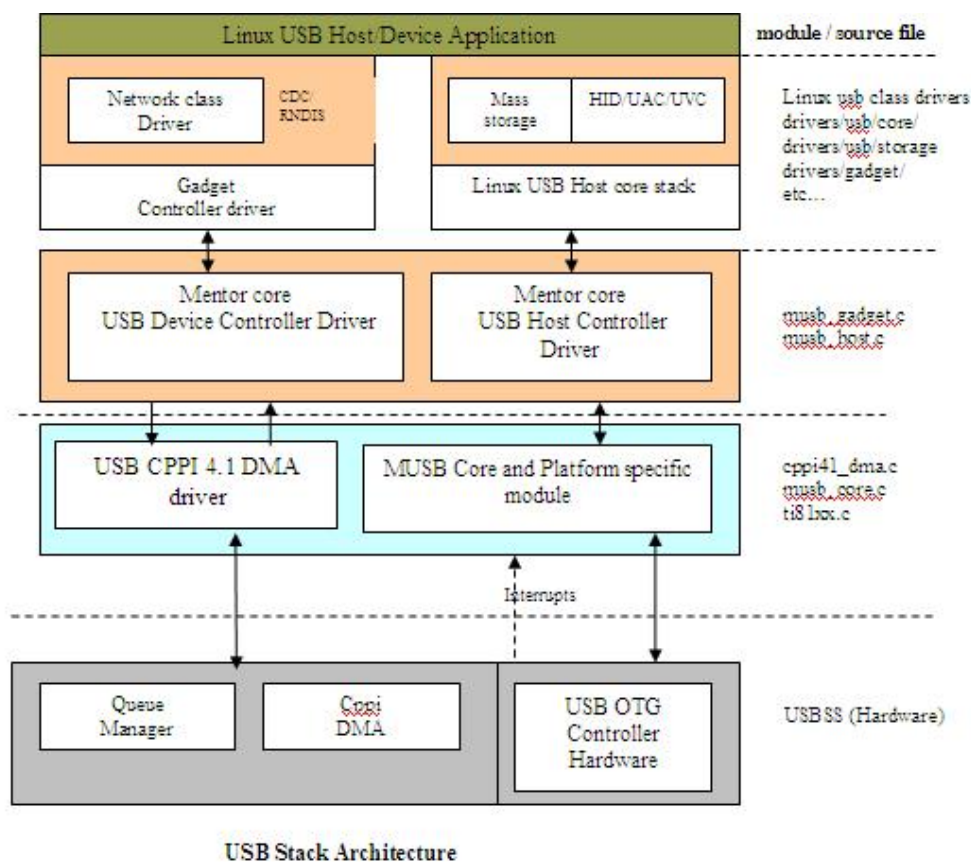 Linux USB Host/Device Application
module / source file
Network class
Driver
CDC/
RNDIS
Mass
storage
HID/UAC/UVC
Linux usb class drivers
drivers/usb/core/
drivers/usb/storage
drivers/gadget/
etc...
Gadget
Controller driver
Linux USB Host core stack
Mentor core
USB Device Controller Driver
Mentor core
USB Host Controller
Driver
musb_gadget.c
musb_host.c
USB CPPI 4.1 DMA
driver
MUSB Core and Platform specific
module
cppi41_dma.c
musb_core.c
ti81xx.c
Interrupts
Queue
Manager
Cppi
DMA
USB OTG
Controller
Hardware
USBSS (Hardware)
USB Stack Architecture